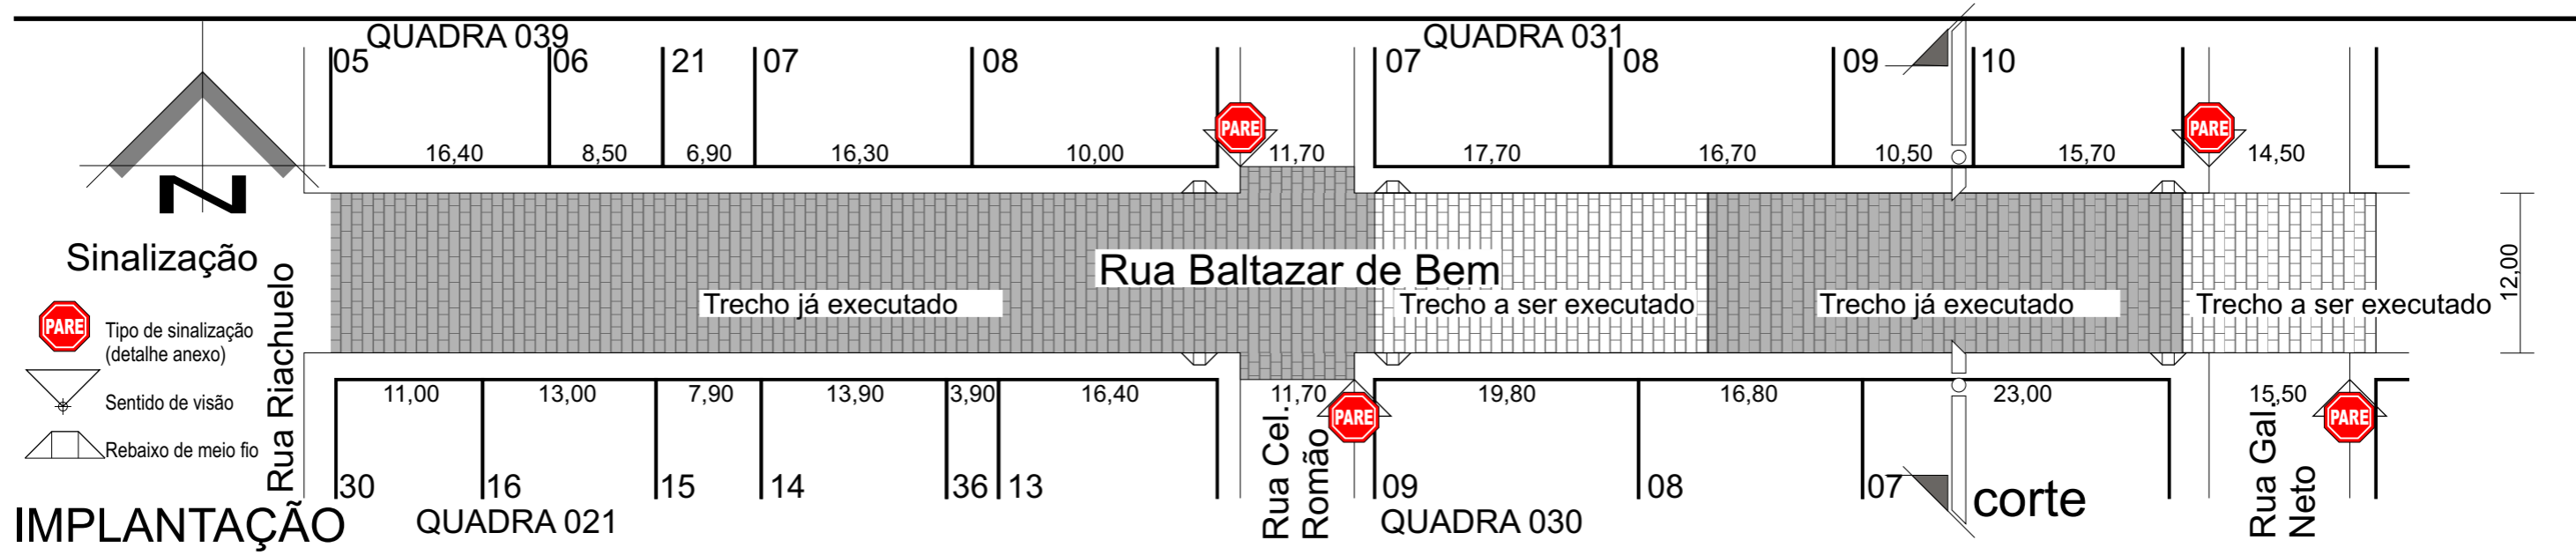 QUADRA 039
QUADRA 031
05
06
21
07
08
07
08
09
10
PARE
PARE
16,40
8,50
6,90
16,30
10,00
11,70
17,70
16,70
10,50
15,70
14,50
N
Sinalização
PARE
Tipo de sinalização
(detalhe anexo)
Sentido de visão
Rebaixo de meio fio
Rua Riachuelo
Rua Baltazar de Bem
Trecho já executado
Trecho a ser executado
Trecho já executado
Trecho a ser executado
12,00
11,00
13,00
7,90
13,90
3,90
16,40
11,70
19,80
16,80
23,00
15,50
PARE
PARE
Rua Cel.
Romão
Rua Gal.
Neto
30
16
15
14
36
13
09
08
07
corte
IMPLANTAÇÃO
QUADRA 021
QUADRA 030